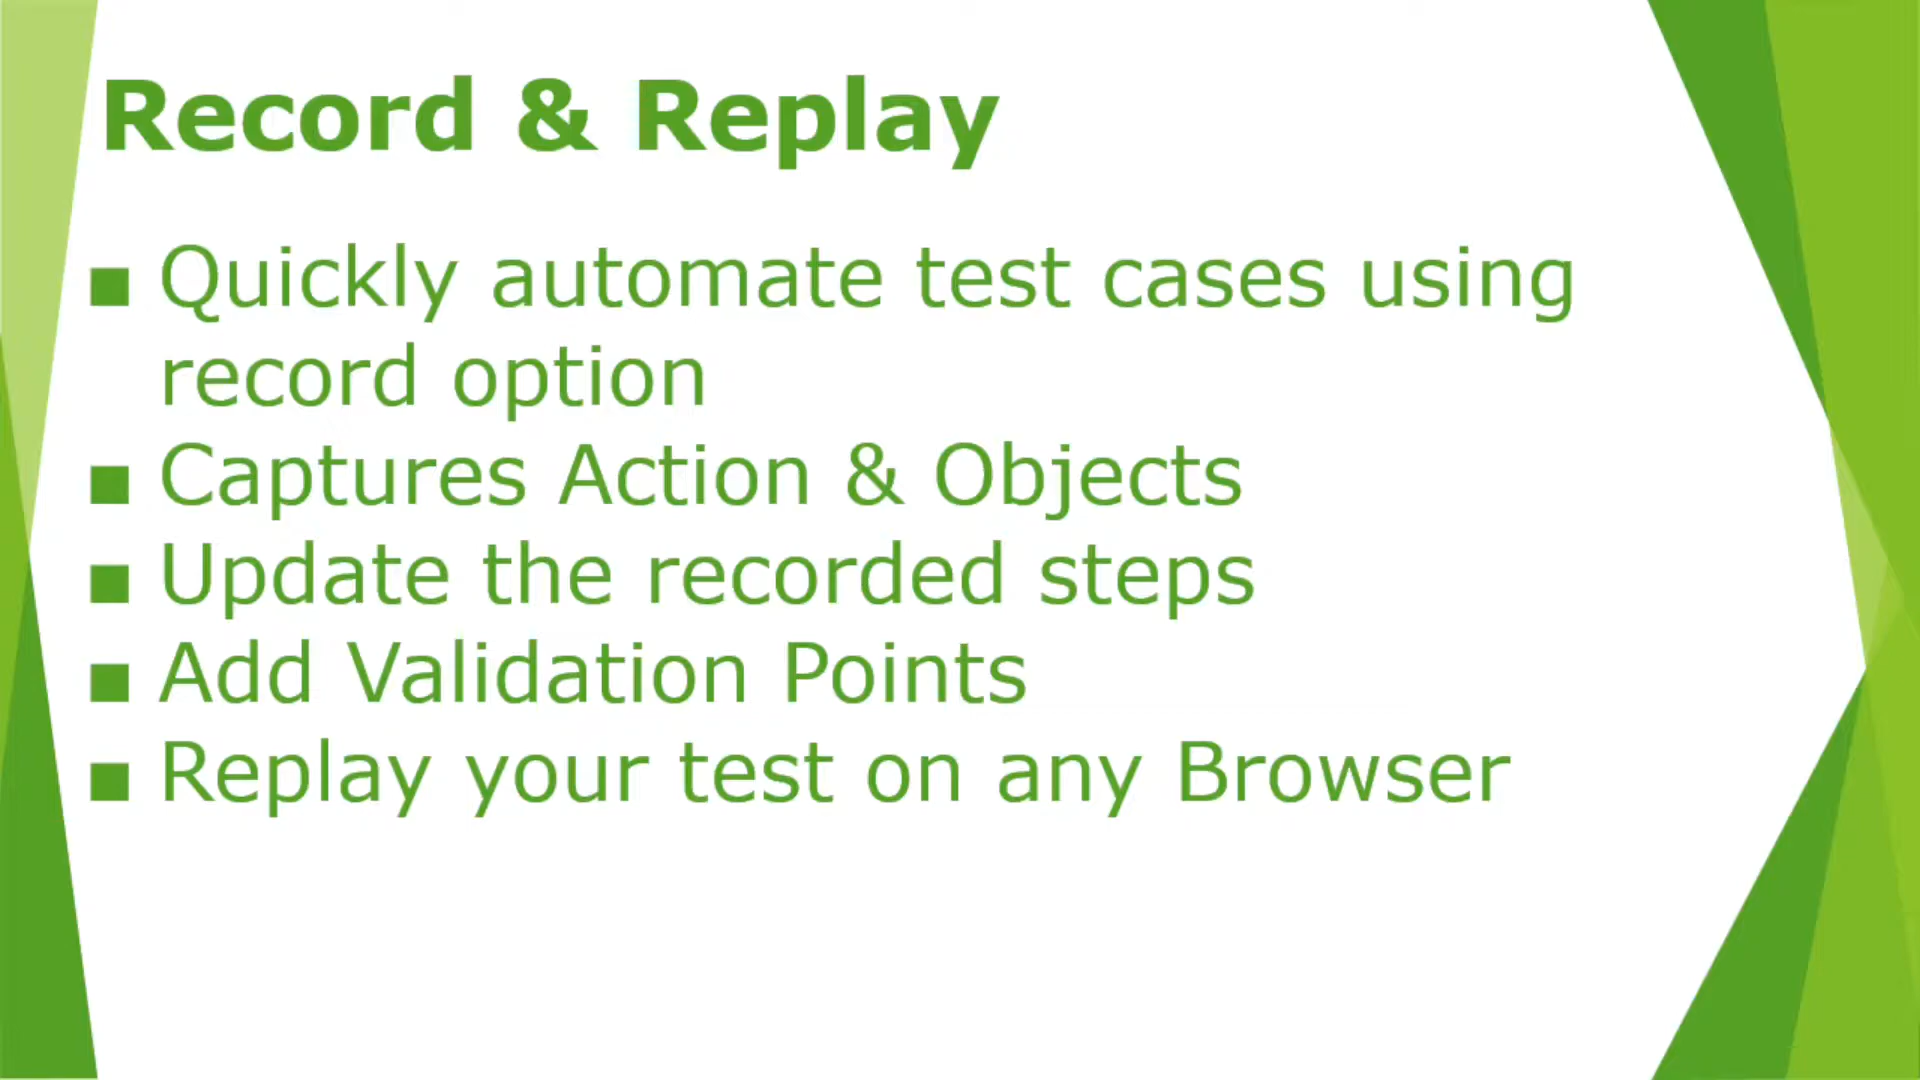 Record & Replay
■ Quickly automate test cases using
record option
■ Captures Action & Objects
■ Update the recorded steps
■ Add Validation Points
■ Replay your test on any Browser